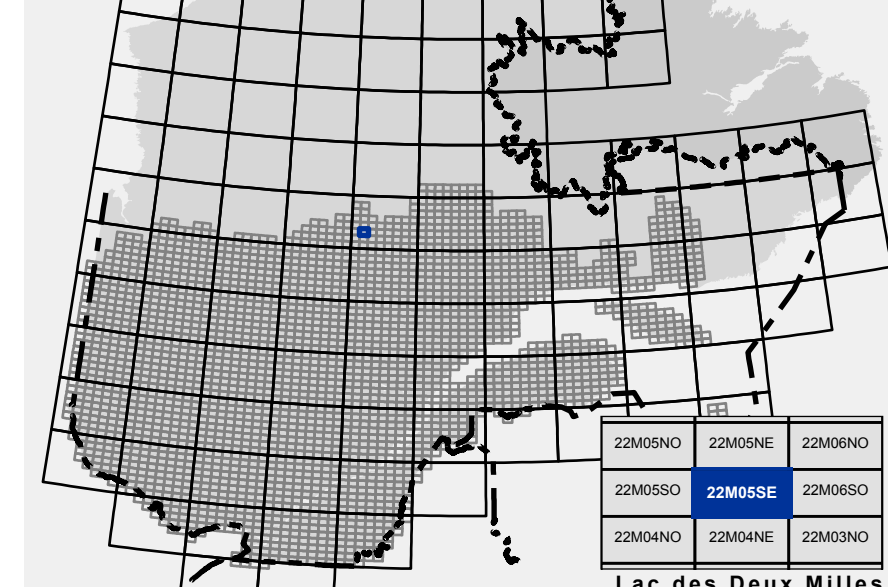 22M05NO 22M05NE 22M06NO
22M05SO 22M05SE 22M06SO
22M04NO 22M04NE 22M03NO
Lac des Deux Milles